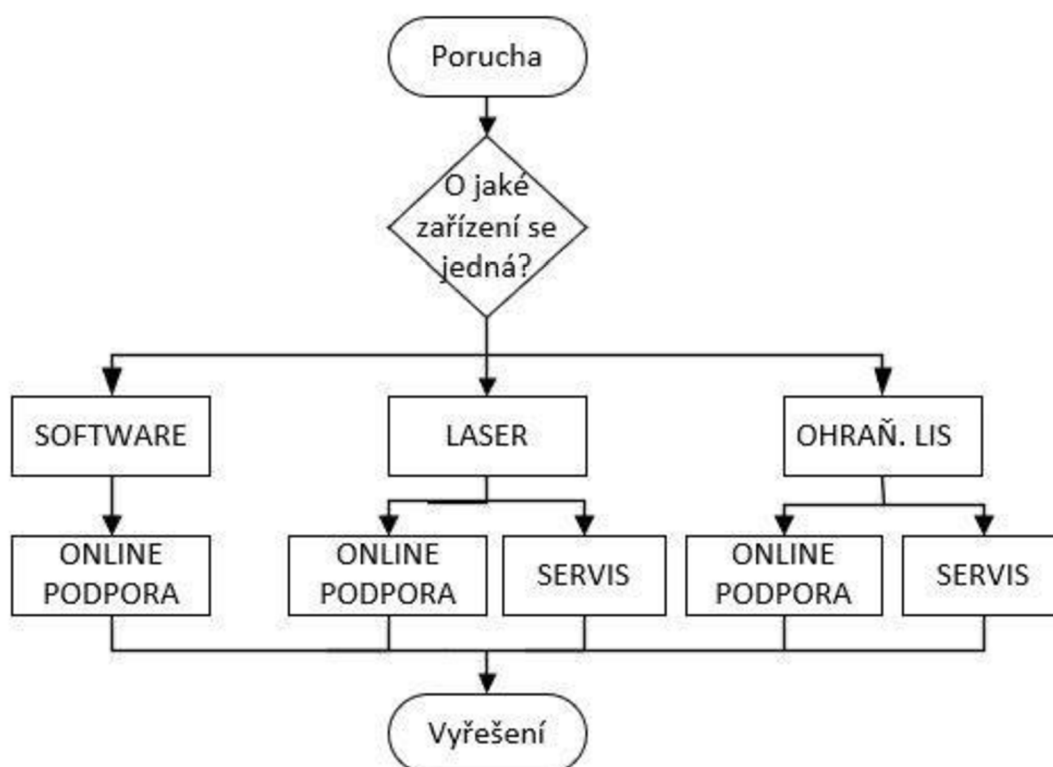 Porucha
O jaké
zařízení se
jedná?
SOFTWARE
LASER
OHRAŇ. LIS
ONLINE
PODPORA
ONLINE
PODPORA
SERVIS
ONLINE
PODPORA
SERVIS
Vyřešení